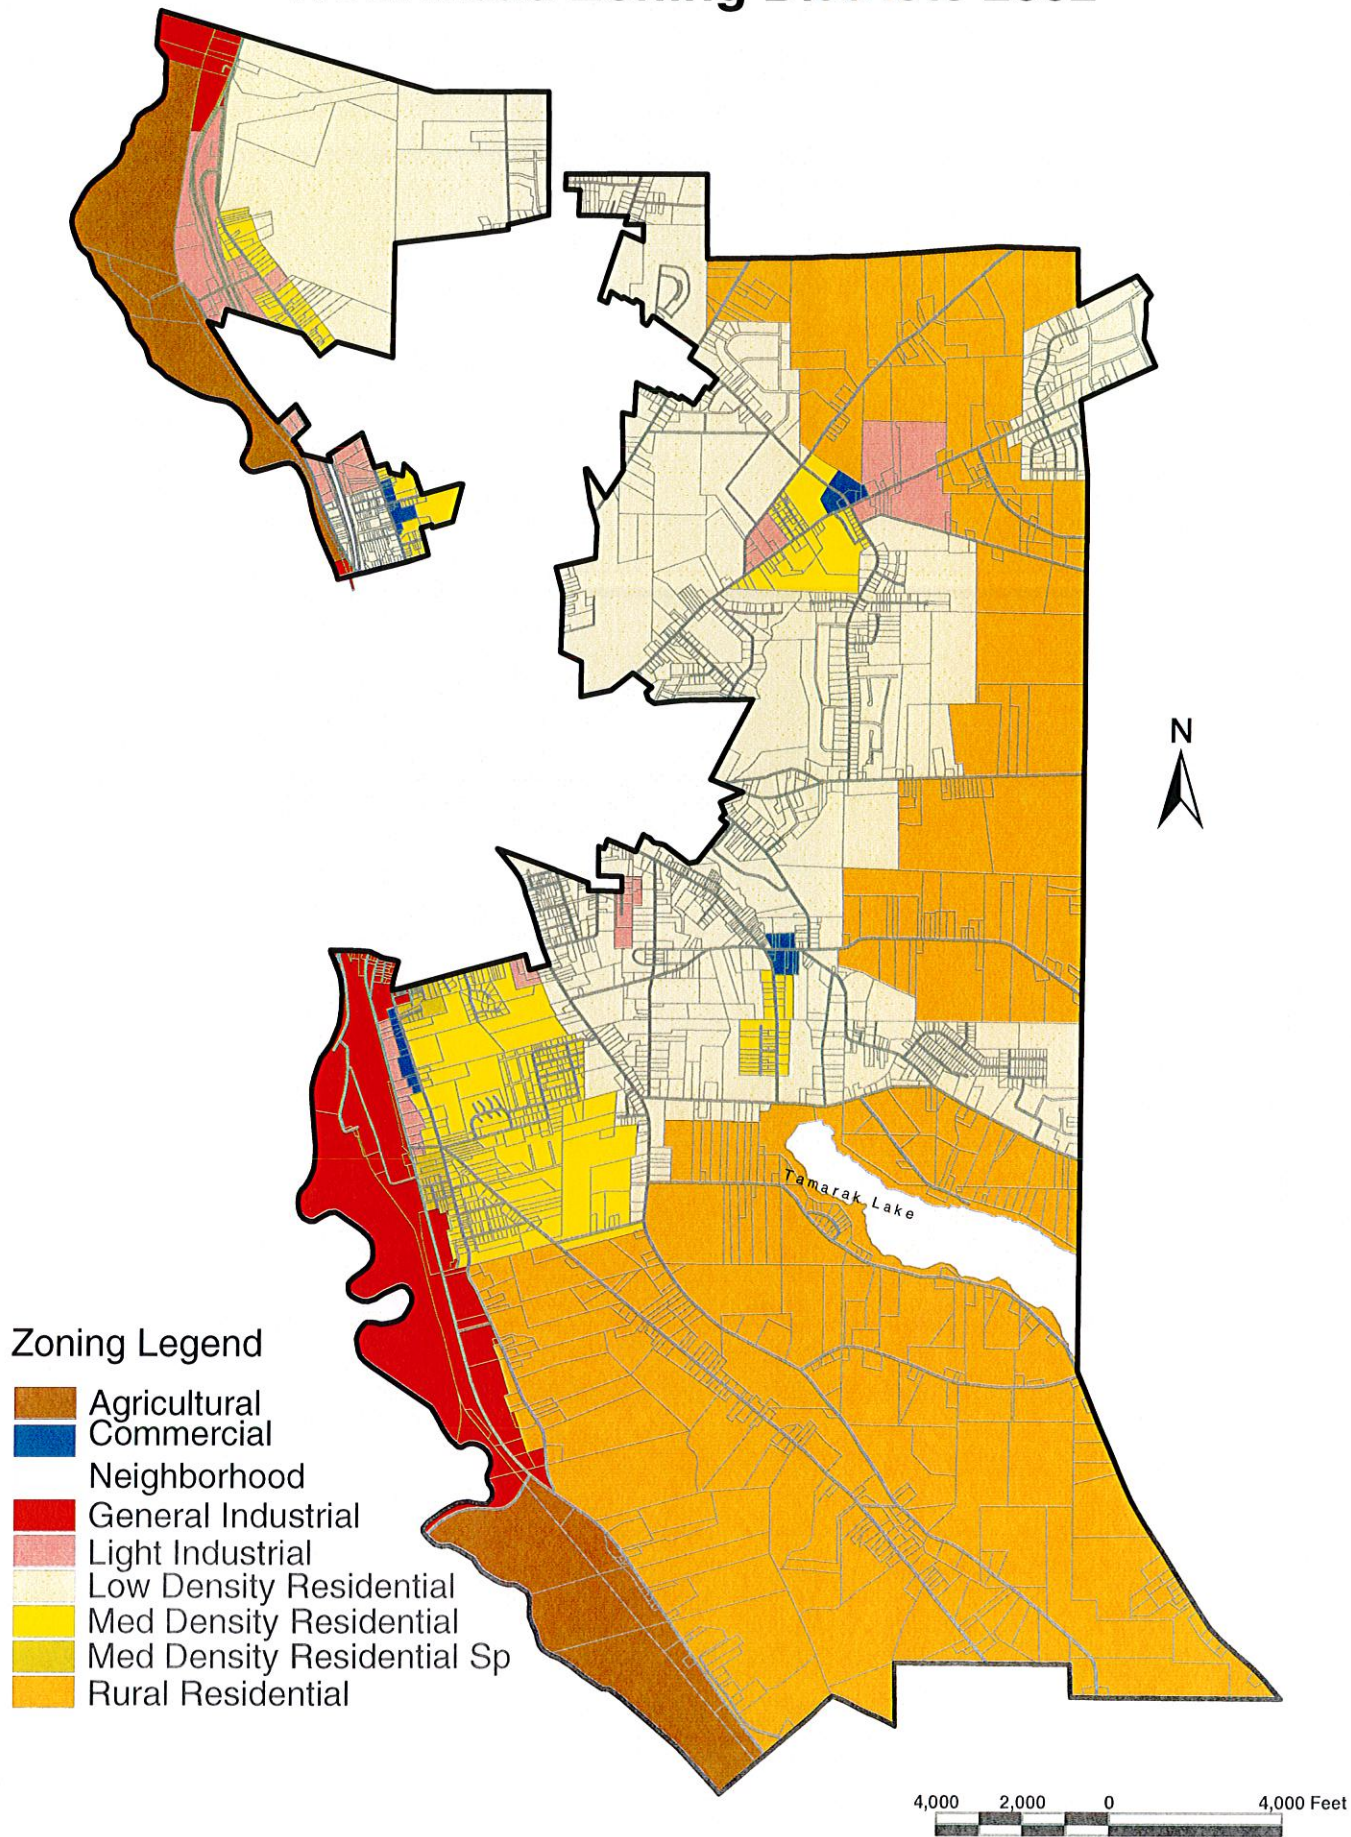 Zoning Districts 2002
N
Tamarak Lake
Zoning Legend
Agricultural
Commercial
Neighborhood
General Industrial
Light Industrial
Low Density Residential
Med Density Residential
Med Density Residential Sp
Rural Residential
4,000 2,000 0 4,000 Feet